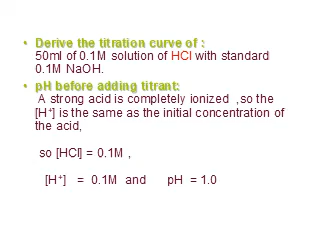 • Derive the titration curve of :
50ml of 0.1M solution of HCl with standard
0.1M NaOH.
• pH before adding titrant:
A strong acid is completely ionized ,so the
[H⁺] is the same as the initial concentration of
the acid,
so [HCl] = 0.1M ,
[H⁺] = 0.1M and pH = 1.0